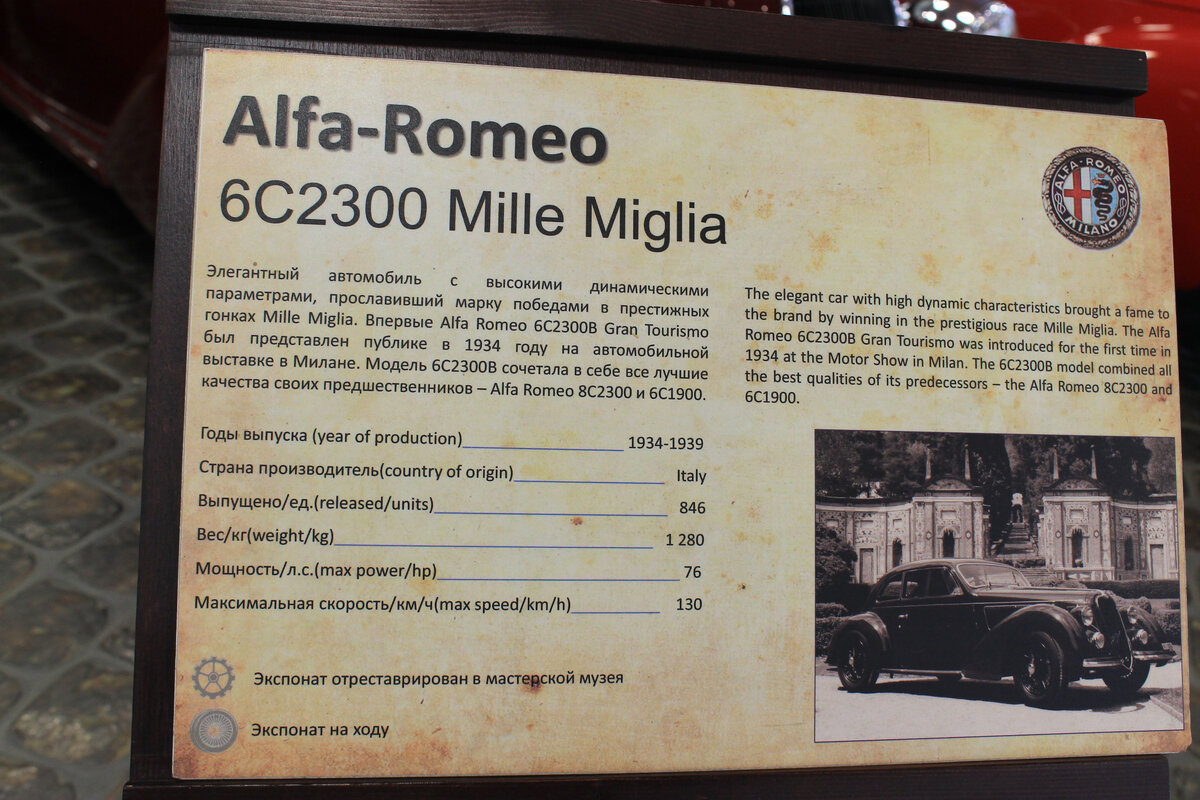 Alfa-Romeo
6C2300 Mille Miglia
ALFA-ROMEO
MILANO
Элегантный автомобиль с высокими динамическими
параметрами, прославивший марку победами в престижных
гонках Mille Miglia. Впервые Alfa Romeo 6C2300B Gran Tourismo
был представлен публике в 1934 году на автомобильной
выставке в Милане. Модель 6C2300B сочетала в себе все лучшие
качества своих предшественников – Alfa Romeo 8C2300 и 6C1900.
The elegant car with high dynamic characteristics brought a fame to
the brand by winning in the prestigious race Mille Miglia. The Alfa
Romeo 6C2300B Gran Tourismo was introduced for the first time in
1934 at the Motor Show in Milan. The 6C2300B model combined all
the best qualities of its predecessors – the Alfa Romeo 8C2300 and
6C1900.
Годы выпуска (year of production) 1934-1939
Страна производитель(country of origin) Italy
Выпущено/ед.(released/units) 846
Вес/кг(weight/kg) 1 280
Мощность/л.с.(max power/hp) 76
Максимальная скорость/км/ч(max speed/km/h) 130
Экспонат отреставрирован в мастерской музея
Экспонат на ходу